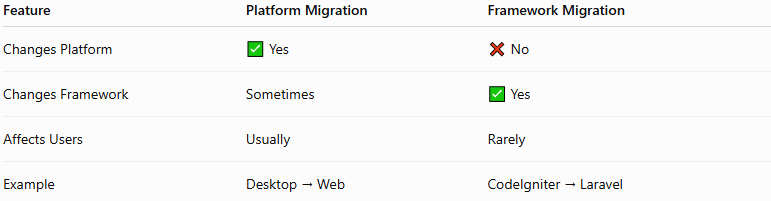 Feature Platform Migration Framework Migration
Changes Platform ✅ Yes ❌ No
Changes Framework Sometimes ✅ Yes
Affects Users Usually Rarely
Example Desktop → Web CodeIgniter → Laravel